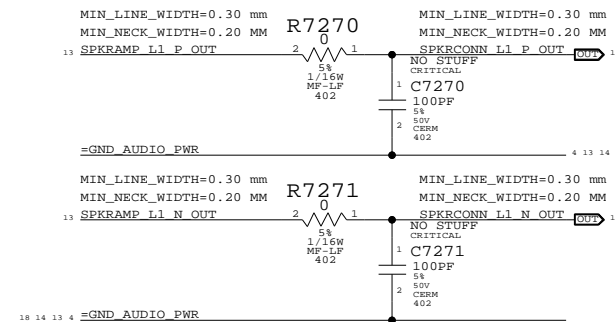 MIN_LINE_WIDTH=0.30 mm
MIN_NECK_WIDTH=0.20 MM
R7270
0
MIN_LINE_WIDTH=0.30 mm
MIN_NECK_WIDTH=0.20 MM
13 SPKRAMP_L1_P_OUT 2 1 SPKRCONN_L1_P_OUT OUT 1
5%
1/16W
MF-LF
402
NO STUFF
CRITICAL
1 C7270
100PF
5%
50V
2 CERM
402
=GND_AUDIO_PWR 4 13 14
MIN_LINE_WIDTH=0.30 mm
MIN_NECK_WIDTH=0.20 MM
R7271
0
MIN_LINE_WIDTH=0.30 mm
MIN_NECK_WIDTH=0.20 MM
13 SPKRAMP_L1_N_OUT 2 1 SPKRCONN_L1_N_OUT OUT 1
5%
1/16W
MF-LF
402
NO STUFF
CRITICAL
1 C7271
100PF
5%
50V
2 CERM
402
18 14 13 4 =GND_AUDIO_PWR